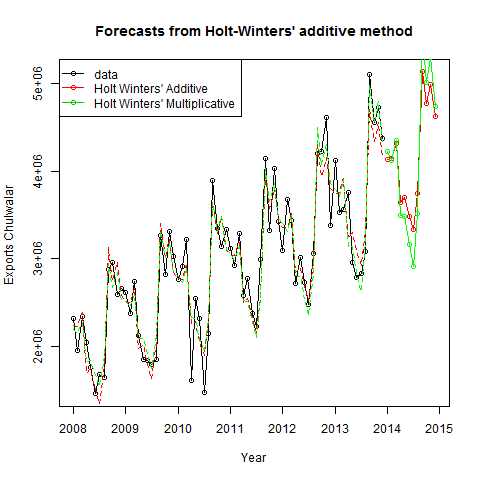 Forecasts from Holt-Winters' additive method
data
Holt Winters' Additive
Holt Winters' Multiplicative
5e+06
4e+06
3e+06
2e+06
Exports Chulwalar
2008 2009 2010 2011 2012 2013 2014 2015
Year